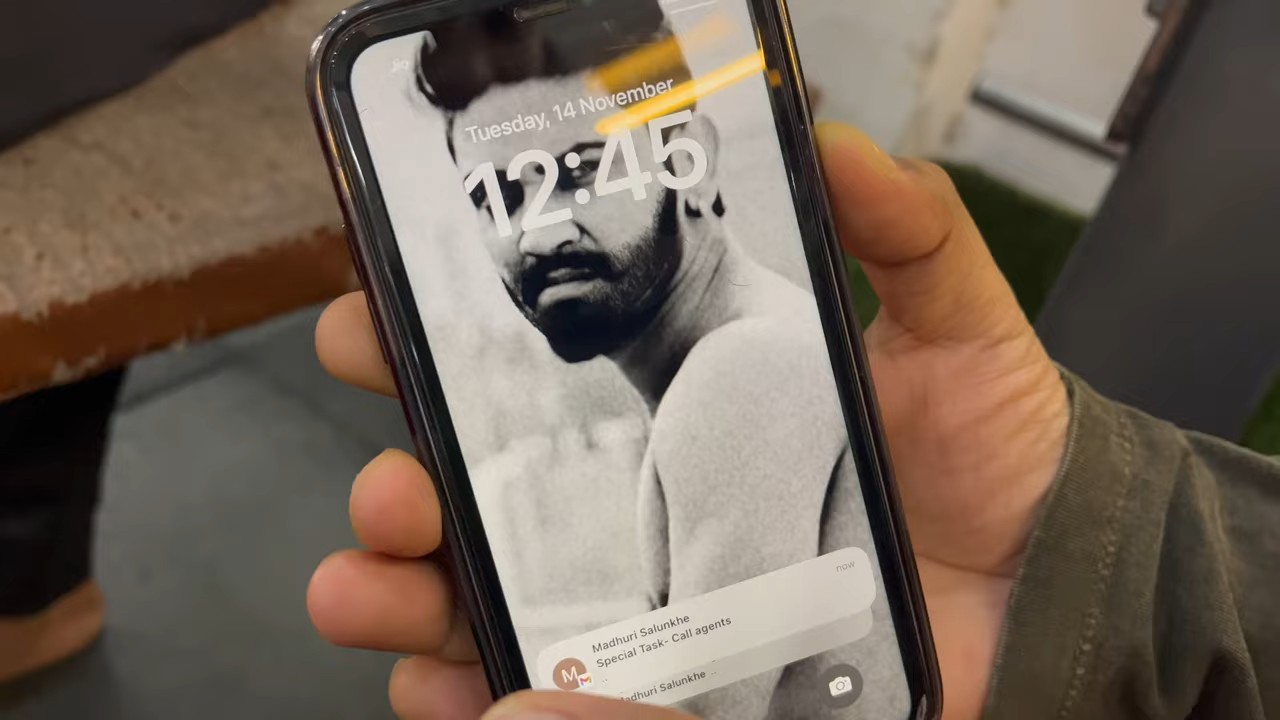 Jio
Tuesday, 14 November
12:45
now
Madhuri Salunkhe
Special Task- Call agents
..
Madhuri Salunkhe ..
M